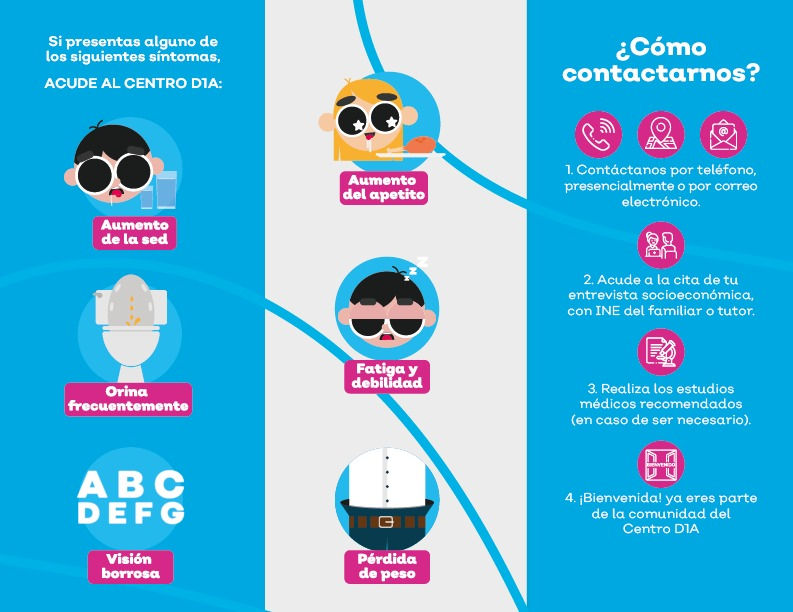 Si presentas alguno de
los siguientes síntomas,
ACUDE AL CENTRO D1A:
Aumento
de la sed
Orina
frecuentemente
A B C
D E F G
Visión
borrosa
Aumento
del apetito
Z Z Z
Fatiga y
debilidad
Pérdida
de peso
¿Cómo
contactarnos?
1. Contáctanos por teléfono,
presencialmente o por correo
electrónico.
2. Acude a la cita de tu
entrevista socioeconómica,
con INE del familiar o tutor.
3. Realiza los estudios
médicos recomendados
(en caso de ser necesario).
BIENVENIDO
4. ¡Bienvenida! ya eres parte
de la comunidad del
Centro D1A